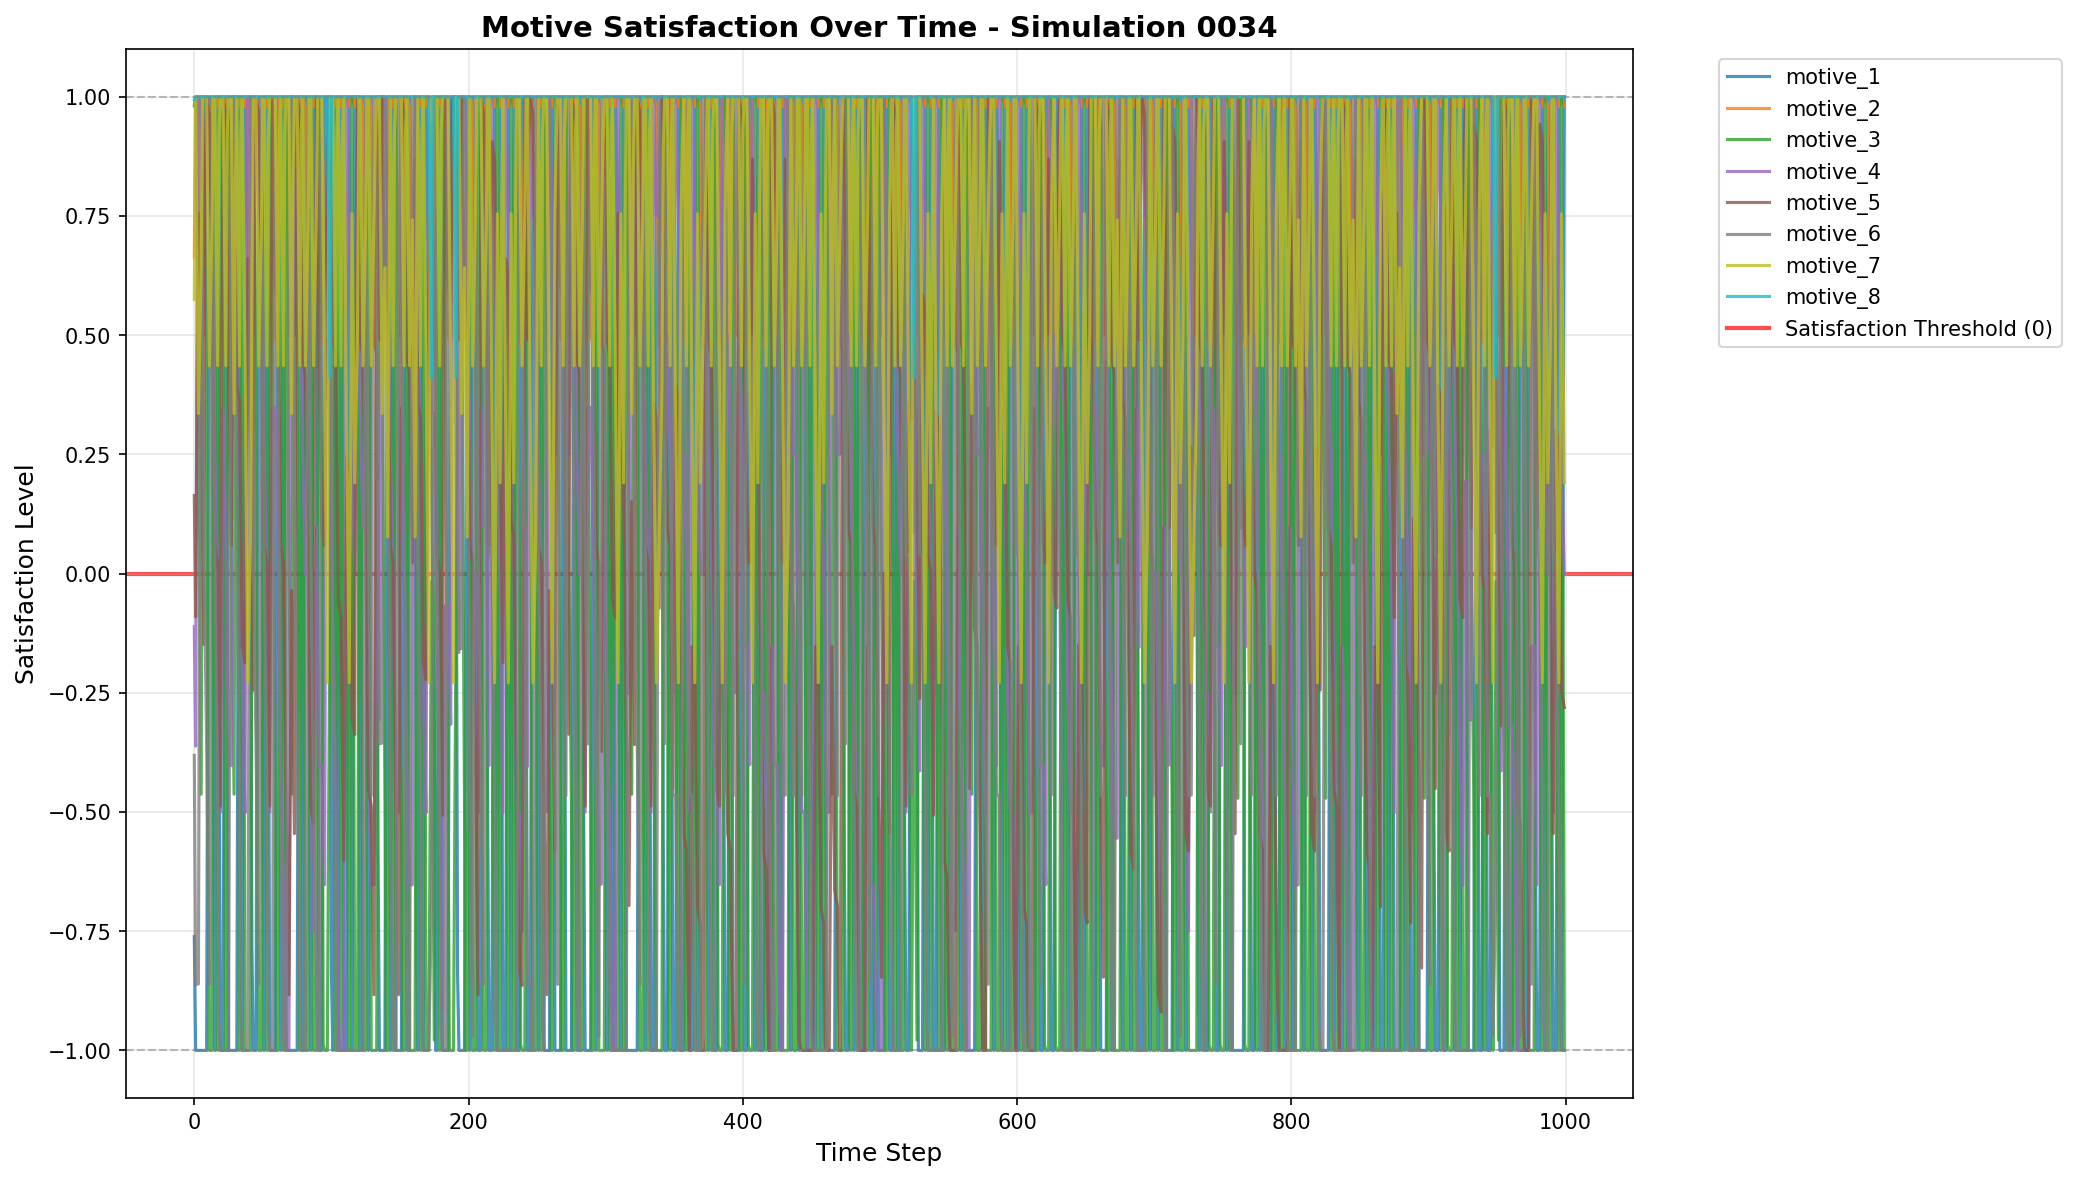 Motive Satisfaction Over Time - Simulation 0034
1.00
0.75
0.50
0.25
0.00
−0.25
−0.50
−0.75
−1.00
Satisfaction Level
0
200
400
600
800
1000
Time Step
motive_1
motive_2
motive_3
motive_4
motive_5
motive_6
motive_7
motive_8
Satisfaction Threshold (0)